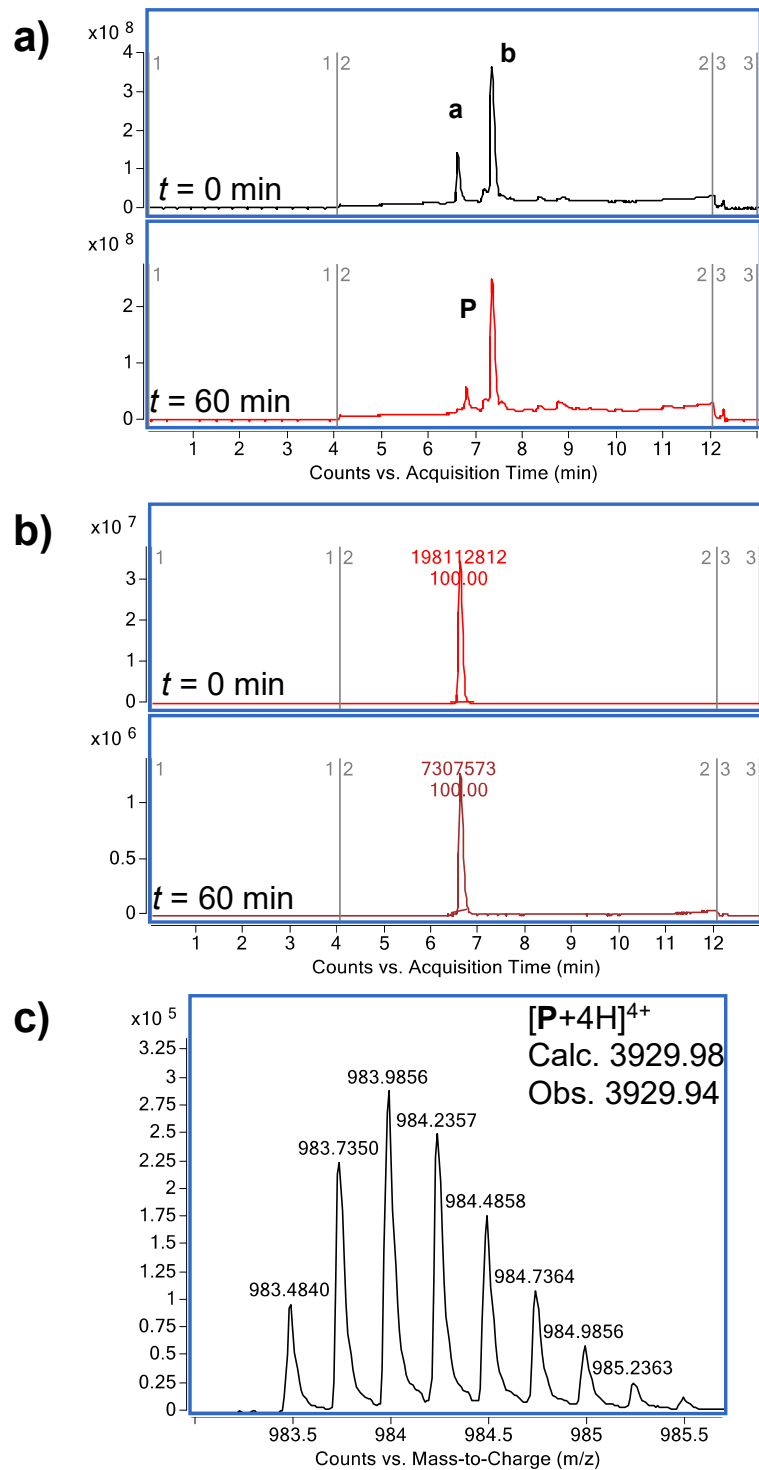 a)
x10 8
4
3
2
1
0
1
1 2
2 3
3
a
b
t = 0 min
x10 8
2
1
0
1
1 2
2 3
3
P
t = 60 min
1 2 3 4 5 6 7 8 9 10 11 12
Counts vs. Acquisition Time (min)
b)
x10 7
3
2
1
0
1
1 2
2 3
3
198112812
100.00
t = 0 min
x10 6
1
0.5
0
1
1 2
2 3
3
7307573
100.00
t = 60 min
1 2 3 4 5 6 7 8 9 10 11 12
Counts vs. Acquisition Time (min)
c)
x10 5
3.25
3
2.75
2.5
2.25
2
1.75
1.5
1.25
1
0.75
0.5
0.25
0
[P+4H]4+
Calc. 3929.98
Obs. 3929.94
983.9856
984.2357
983.7350
984.4858
984.7364
983.4840
984.9856
985.2363
983.5 984 984.5 985 985.5
Counts vs. Mass-to-Charge (m/z)